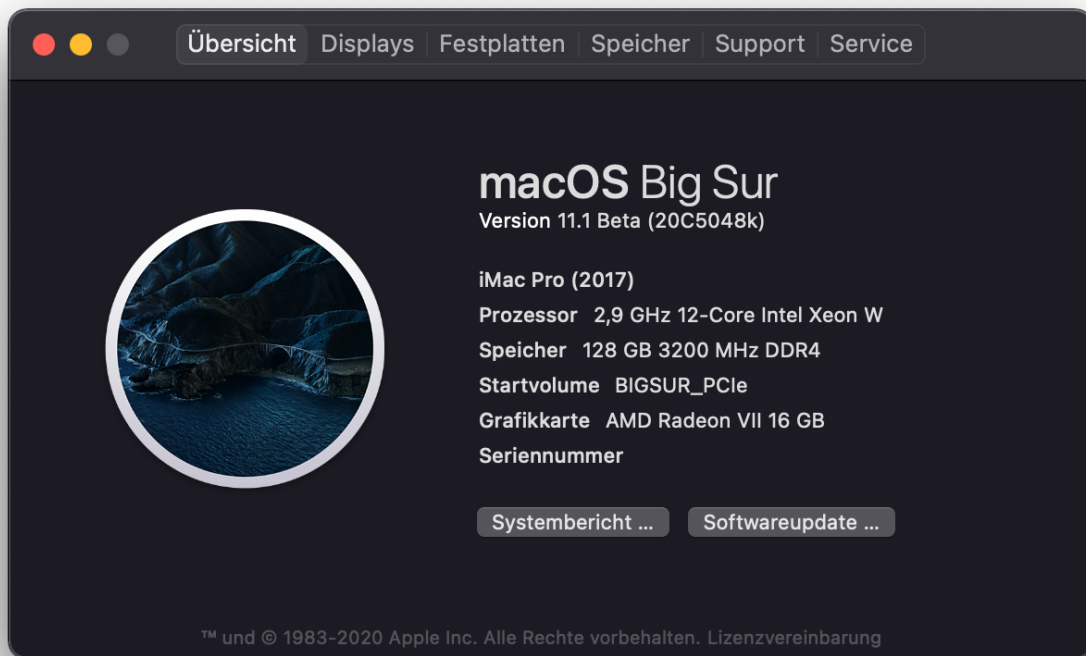 Übersicht Displays Festplatten Speicher Support Service
macOS Big Sur
Version 11.1 Beta (20C5048k)
iMac Pro (2017)
Prozessor 2,9 GHz 12-Core Intel Xeon W
Speicher 128 GB 3200 MHz DDR4
Startvolume BIGSUR_PCIe
Grafikkarte AMD Radeon VII 16 GB
Seriennummer
Systembericht ... Softwareupdate ...
™ und © 1983-2020 Apple Inc. Alle Rechte vorbehalten. Lizenzvereinbarung